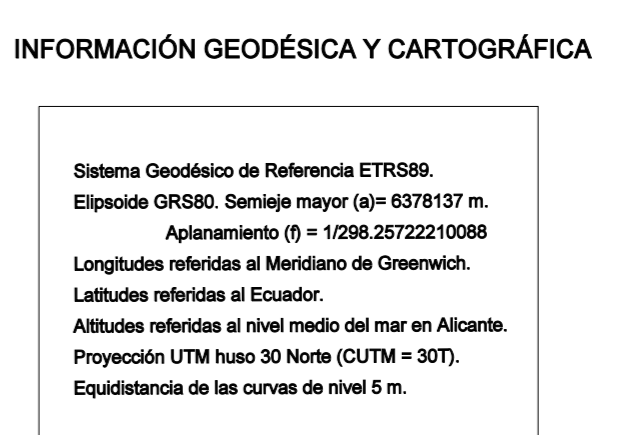 INFORMACIÓN GEODÉSICA Y CARTOGRÁFICA
Sistema Geodésico de Referencia ETRS89.
Elipsoide GRS80. Semieje mayor (a)= 6378137 m.
Aplanamiento (f) = 1/298.25722210088
Longitudes referidas al Meridiano de Greenwich.
Latitudes referidas al Ecuador.
Altitudes referidas al nivel medio del mar en Alicante.
Proyección UTM huso 30 Norte (CUTM = 30T).
Equidistancia de las curvas de nivel 5 m.